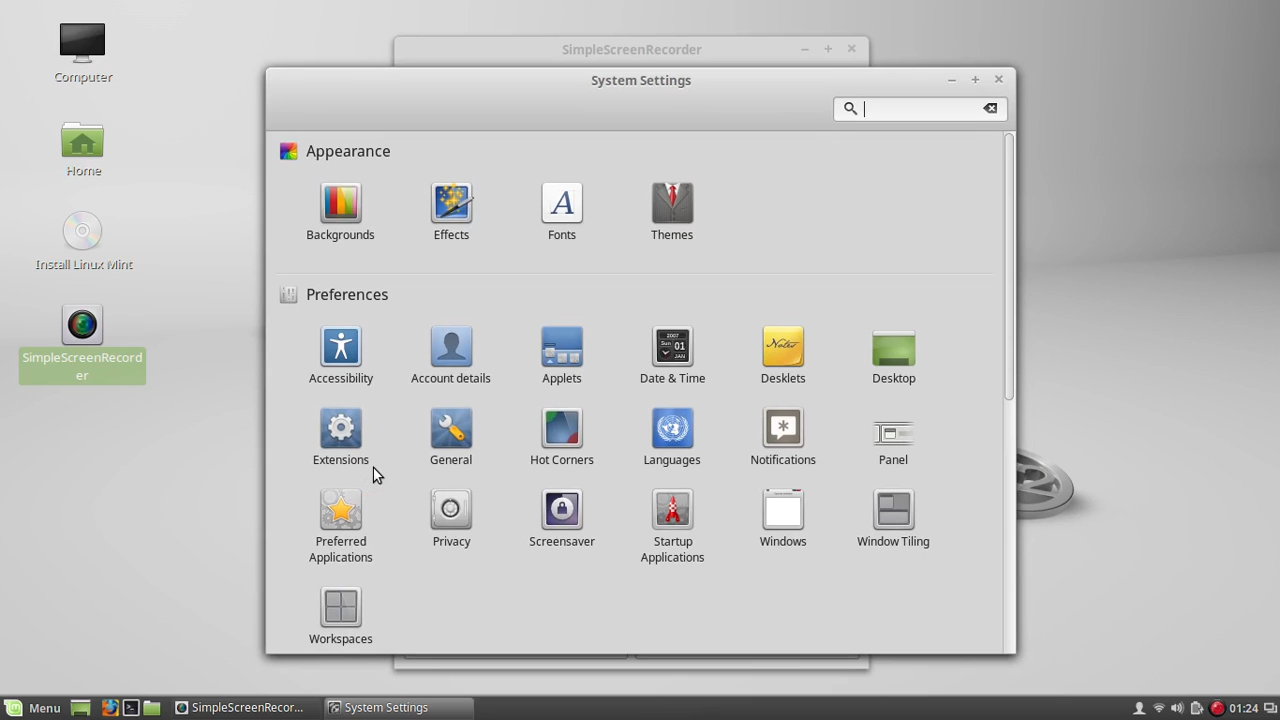 SimpleScreenRecorder
System Settings
Computer
Home
Install Linux Mint
SimpleScreenRecord
er
Appearance
Backgrounds
Effects
Fonts
Themes
Preferences
Accessibility
Account details
Applets
Date & Time
Desklets
Desktop
Extensions
General
Hot Corners
Languages
Notifications
Panel
Preferred
Applications
Privacy
Screensaver
Startup
Applications
Windows
Window Tiling
Workspaces
Menu
SimpleScreenRecor...
System Settings
01:24